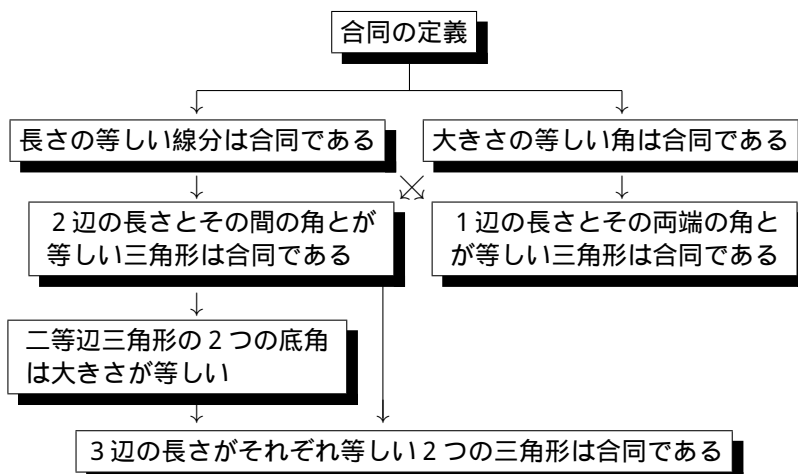 合同の定義
長さの等しい線分は合同である
大きさの等しい角は合同である
2辺の長さとその間の角とが
等しい三角形は合同である
1辺の長さとその両端の角と
が等しい三角形は合同である
二等辺三角形の2つの底角
は大きさが等しい
3辺の長さがそれぞれ等しい2つの三角形は合同である